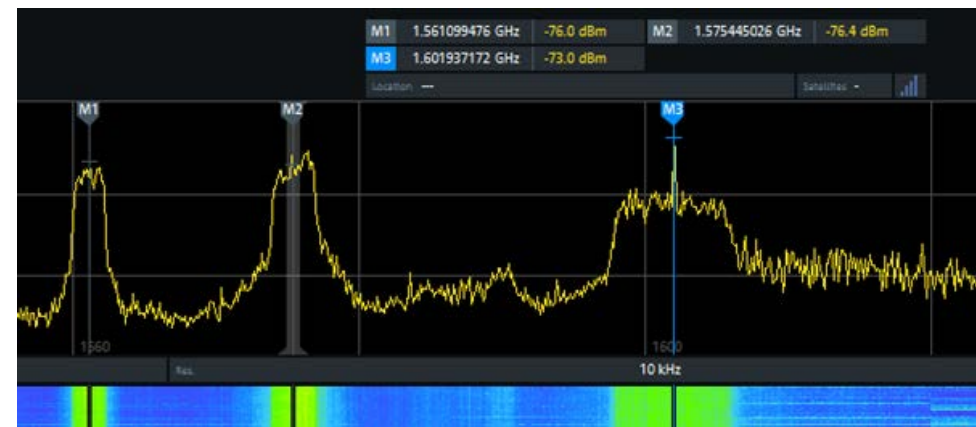 M1 1.561099476 GHz -76.0 dBm M2 1.575445026 GHz -76.4 dBm
M3 1.601937172 GHz -73.0 dBm
Location --- Satellites -
M1 M2 M3
1560 1600
Res. 10 kHz